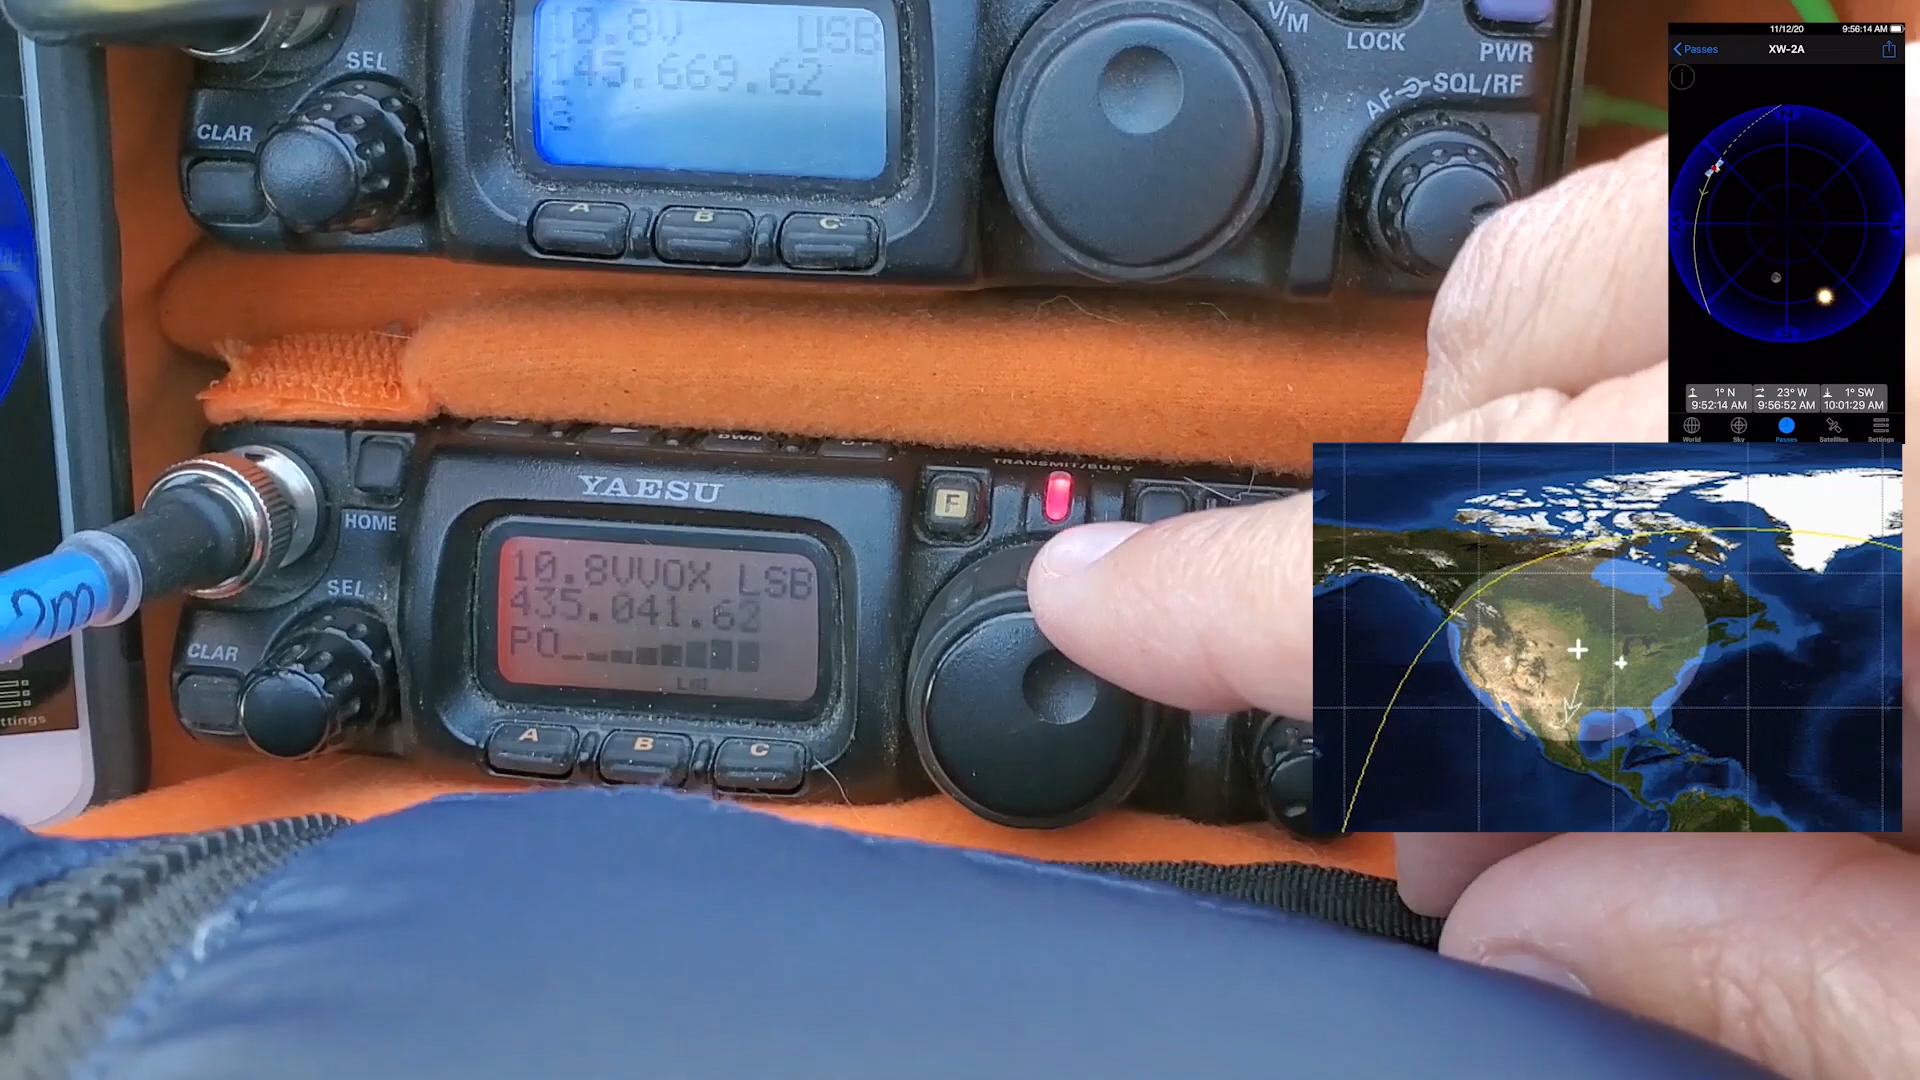 10.8V USB
145.669.62
SEL
CLAR
A B C
V/M
LOCK
PWR
AF SQL/RF
11/12/20 9:56:14 AM
Passes XW-2A
N
1° N 23° W 1° SW
9:52:14 AM 9:56:52 AM 10:01:29 AM
World Sky Passes Satellites Settings
ttings
2m
HOME
SEL
CLAR
YAESU
DWN
F
TRANSMIT/BUSY
10.8VVOX LSB
435.041.62
PO
A B C